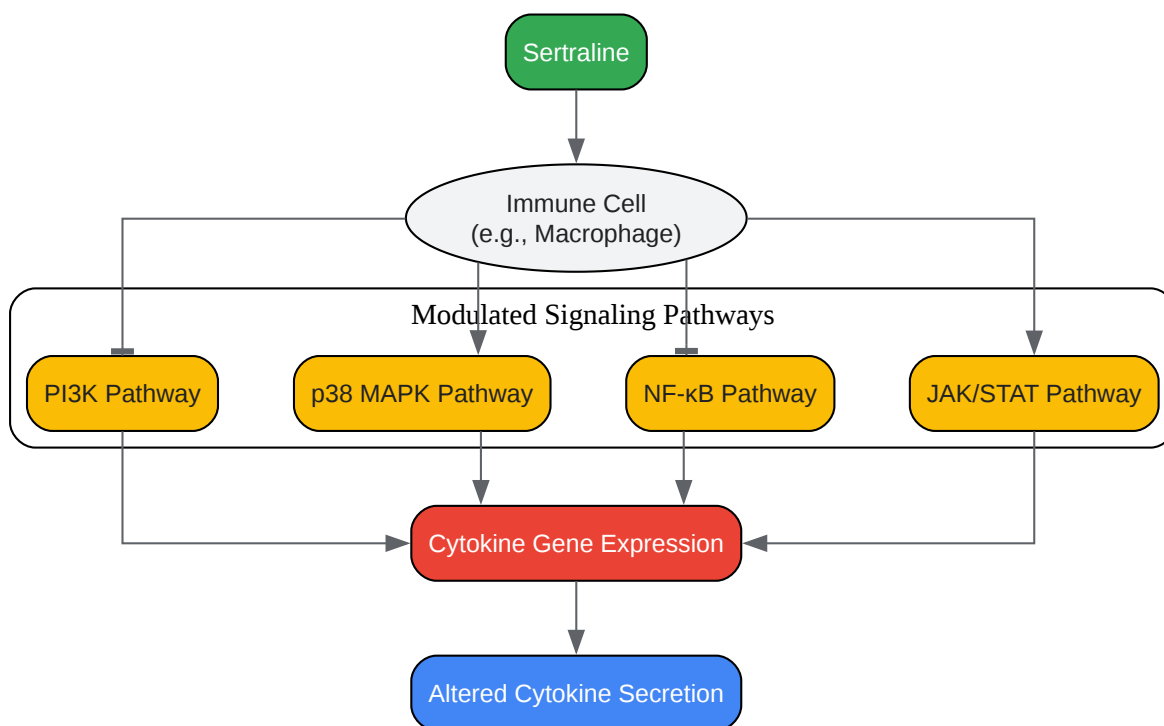 Sertraline
Immune Cell
(e.g., Macrophage)
Modulated Signaling Pathways
PI3K Pathway
p38 MAPK Pathway
NF-κB Pathway
JAK/STAT Pathway
Cytokine Gene Expression
Altered Cytokine Secretion